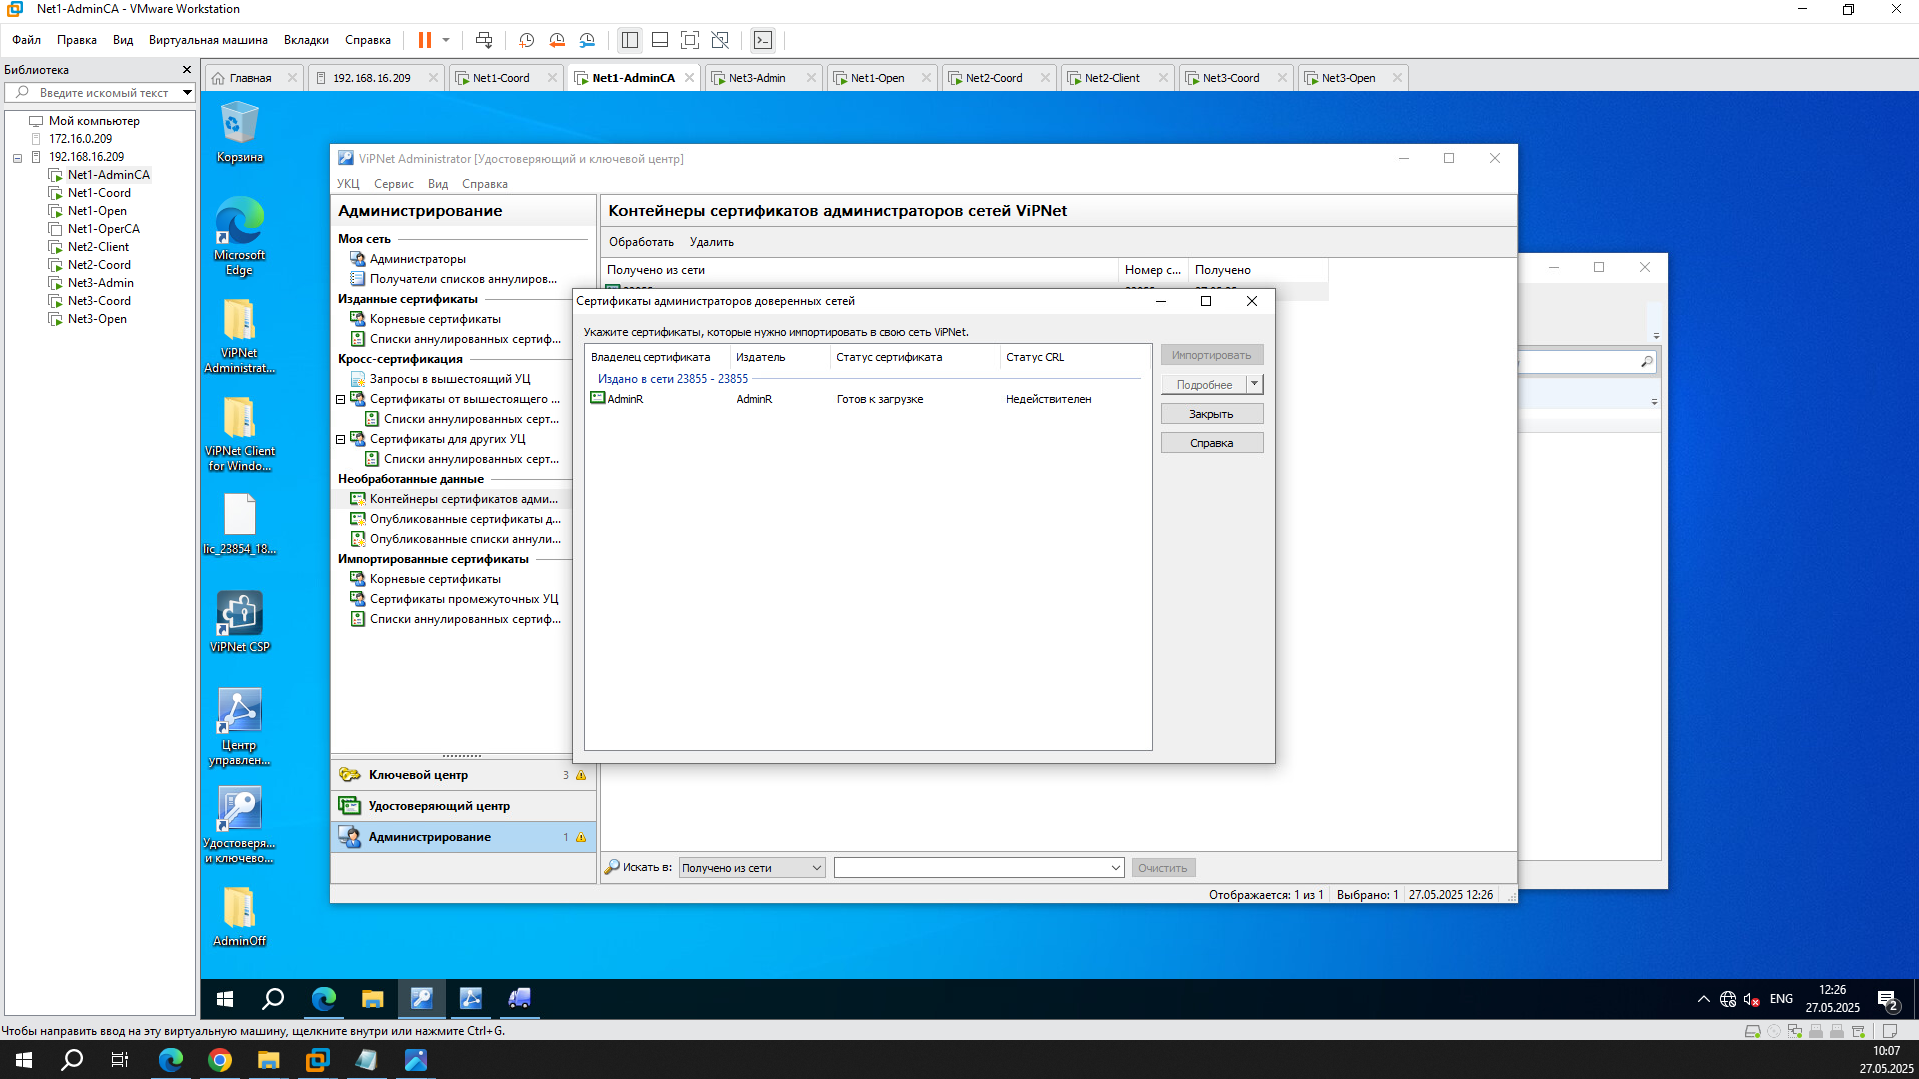 Net1-AdminCA - VMware Workstation
Файл Правка Вид Виртуальная машина Вкладки Справка
Библиотека
Введите искомый текст
Мой компьютер
172.16.0.209
192.168.16.209
Net1-AdminCA
Net1-Coord
Net1-Open
Net1-OperCA
Net2-Client
Net2-Coord
Net3-Admin
Net3-Coord
Net3-Open
Главная 192.168.16.209 Net1-Coord Net1-AdminCA Net3-Admin Net1-Open Net2-Coord Net2-Client Net3-Coord Net3-Open
Корзина
Microsoft Edge
ViPNet Administrat...
ViPNet Client for Windo...
lic_23854_18...
ViPNet CSP
Центр управлен...
Удостоверя... и ключево...
AdminOff
ViPNet Administrator [Удостоверяющий и ключевой центр]
УКЦ Сервис Вид Справка
Администрирование
Моя сеть
Администраторы
Получатели списков аннулиров...
Изданные сертификаты
Корневые сертификаты
Списки аннулированных сертиф...
Кросс-сертификация
Запросы в вышестоящий УЦ
Сертификаты от вышестоящего ...
Списки аннулированных серт...
Сертификаты для других УЦ
Списки аннулированных серт...
Необработанные данные
Контейнеры сертификатов адми...
Опубликованные сертификаты д...
Опубликованные списки аннули...
Импортированные сертификаты
Корневые сертификаты
Сертификаты промежуточных УЦ
Списки аннулированных сертиф...
Ключевой центр 3
Удостоверяющий центр
Администрирование 1
Контейнеры сертификатов администраторов сетей ViPNet
Обработать Удалить
Получено из сети Номер с... Получено
Сертификаты администраторов доверенных сетей
Укажите сертификаты, которые нужно импортировать в свою сеть ViPNet.
Владелец сертификата Издатель Статус сертификата Статус CRL
Издано в сети 23855 - 23855
AdminR AdminR Готов к загрузке Недействителен
Импортировать
Подробнее
Закрыть
Справка
Искать в: Получено из сети Очистить
Отображается: 1 из 1 Выбрано: 1 27.05.2025 12:26
ENG 12:26
27.05.2025
2
Чтобы направить ввод на эту виртуальную машину, щелкните внутри или нажмите Ctrl+G.
10:07
27.05.2025